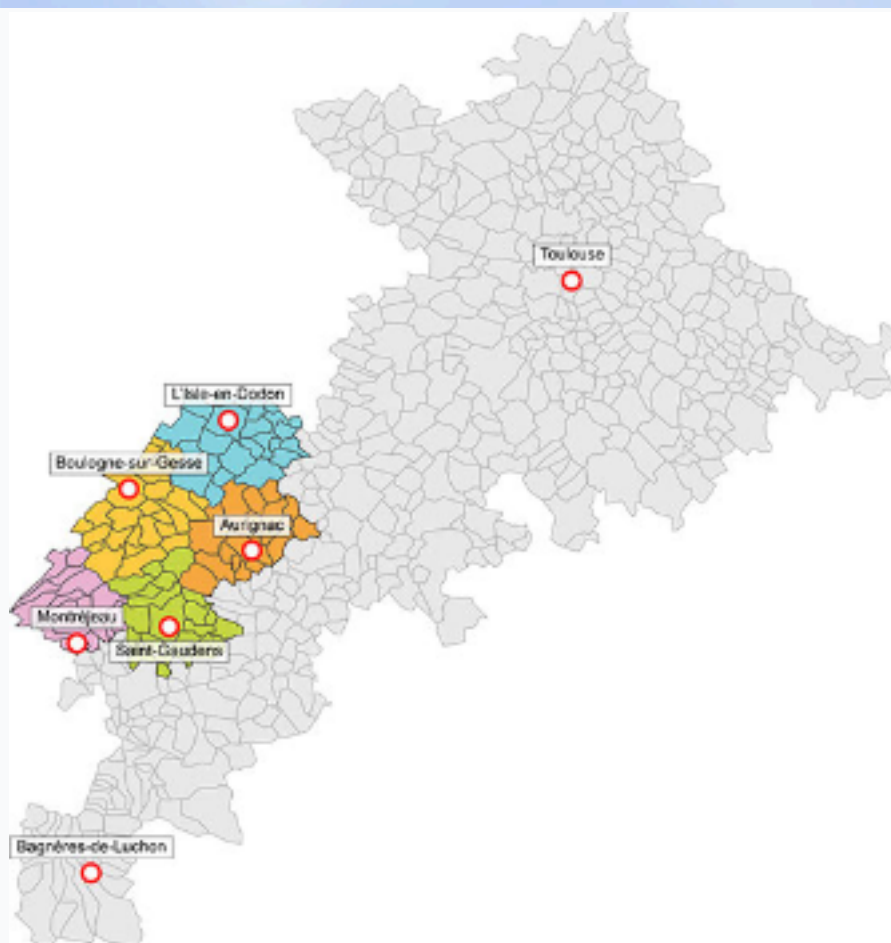 Toulouse
L'Isle-en-Dodon
Boulogne-sur-Gesse
Aurignac
Montréjeau
Saint-Gaudens
Bagnères-de-Luchon